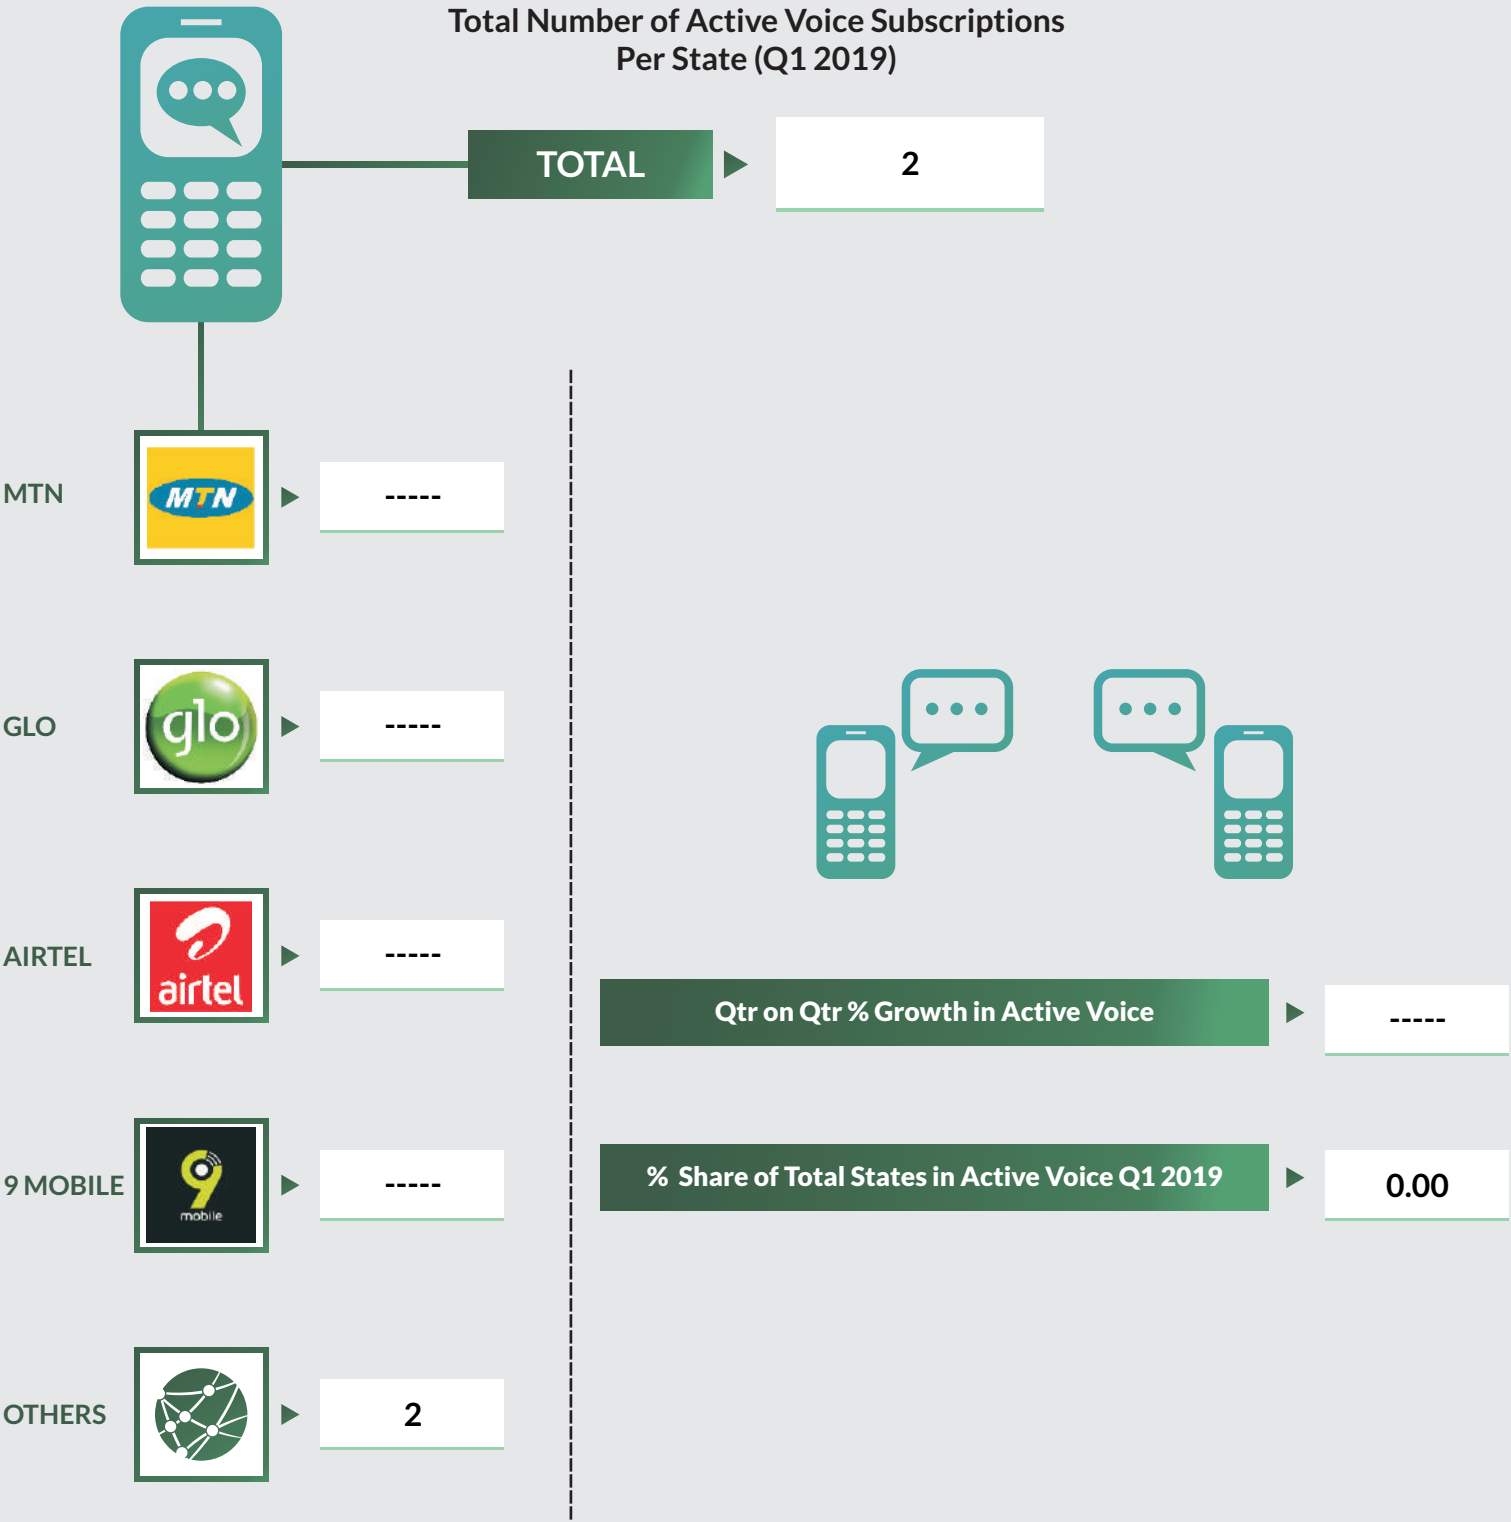 Total Number of Active Voice Subscriptions
Per State (Q1 2019)
TOTAL
2
MTN
MTN
-----
GLO
glo
-----
AIRTEL
airtel
-----
9 MOBILE
9
mobile
-----
OTHERS
2
Qtr on Qtr % Growth in Active Voice
-----
% Share of Total States in Active Voice Q1 2019
0.00